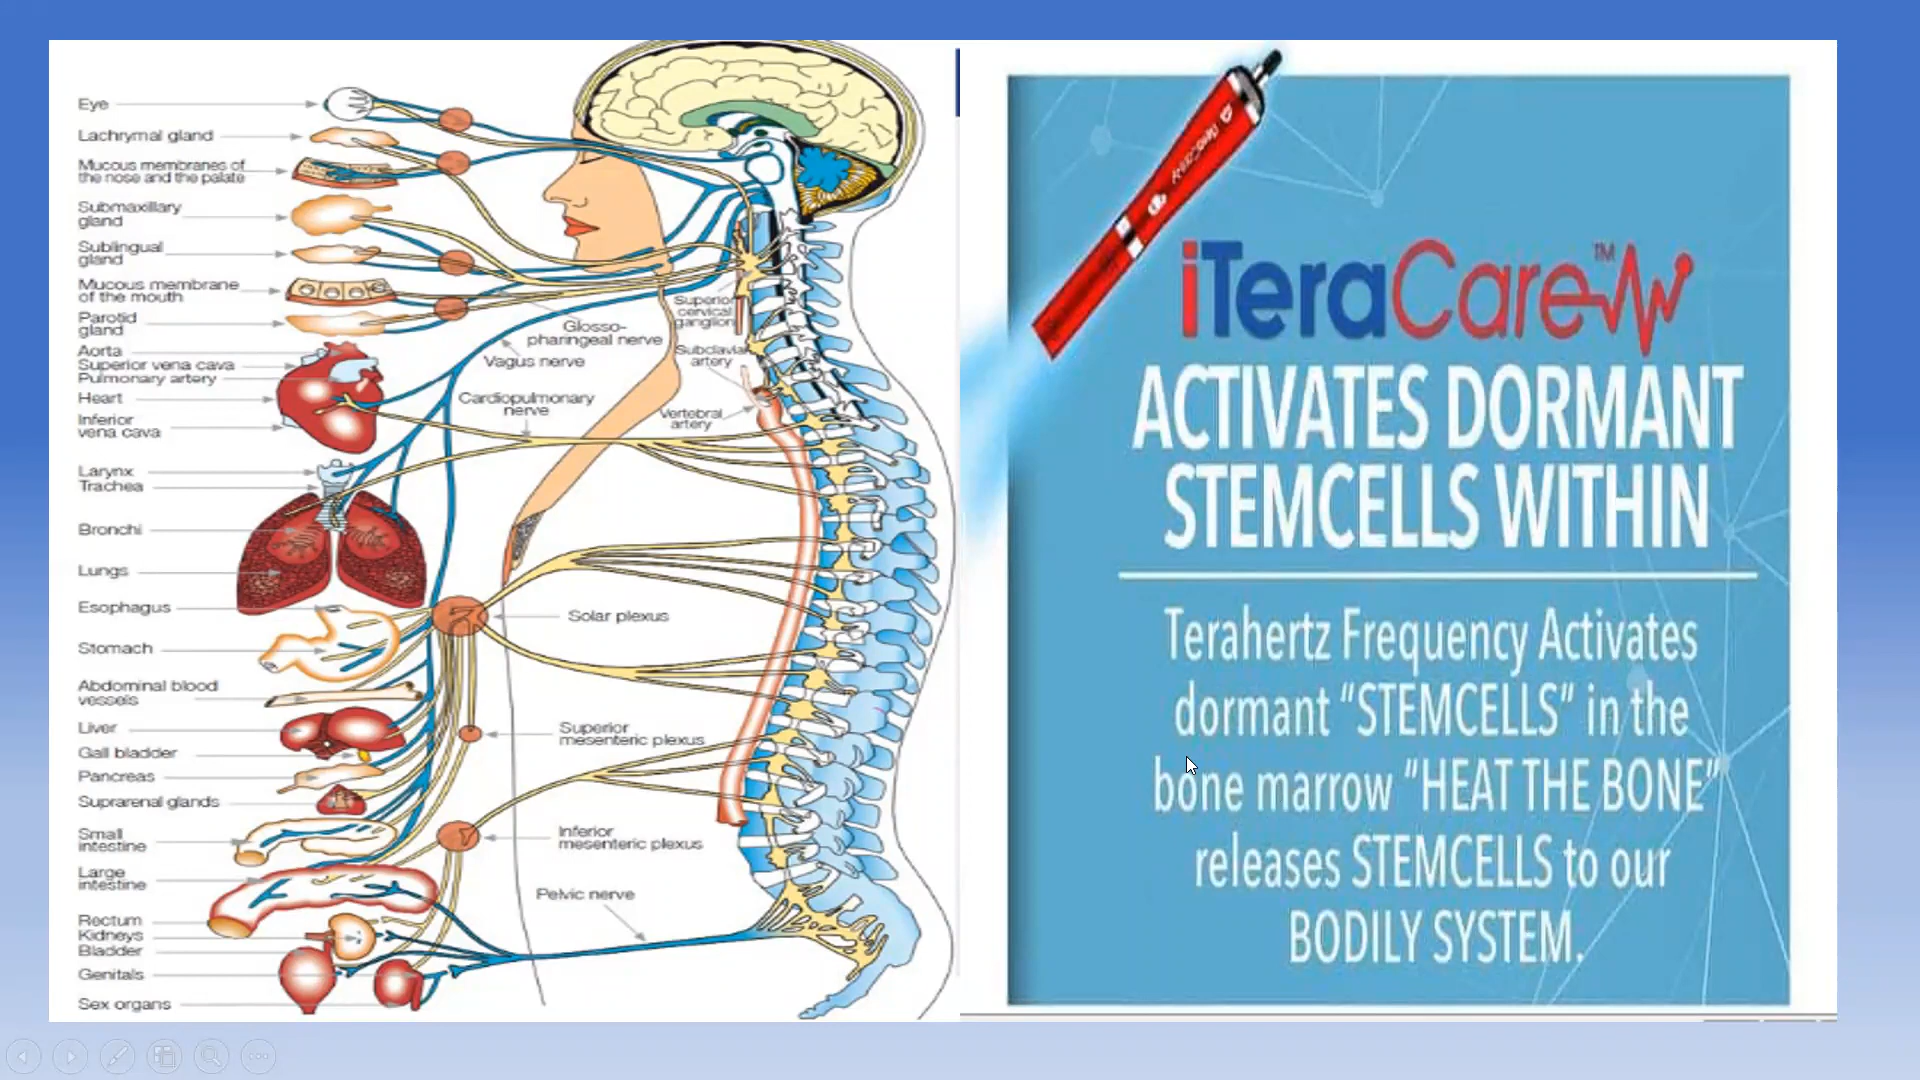 Eye
Lachrymal gland
Mucous membranes of
the nose and the palate
Submaxillary
gland
Sublingual
gland
Mucous membrane
of the mouth
Parotid
gland
Aorta
Superior vena cava
Pulmonary artery
Heart
Inferior
vena cava
Larynx
Trachea
Bronchi
Lungs
Esophagus
Stomach
Abdominal blood
vessels
Liver
Gall bladder
Pancreas
Suprarenal glands
Small
intestine
Large
intestine
Rectum
Kidneys
Bladder
Genitals
Sex organs
Superior
cervical
ganglion
Glosso-
pharingeal nerve
Vagus nerve
Subclavian
artery
Cardiopulmonary
nerve
Vertebral
artery
Solar plexus
Superior
mesenteric plexus
Inferior
mesenteric plexus
Pelvic nerve
iTeraCare™
ACTIVATES DORMANT
STEMCELLS WITHIN
Terahertz Frequency Activates
dormant “STEMCELLS” in the
bone marrow “HEAT THE BONE”
releases STEMCELLS to our
BODILY SYSTEM.